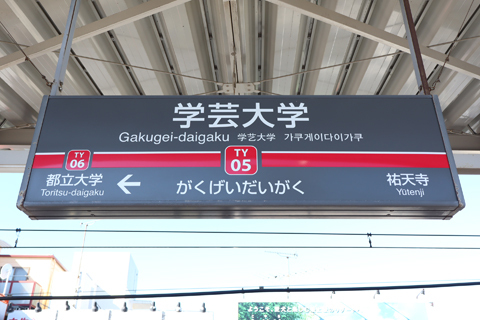 学芸大学
Gakugei-daigaku 学艺大学 가쿠게이다이가쿠
TY 06
TY 05
都立大学
Toritsu-daigaku
がくげいだいがく
祐天寺
Yūtenji